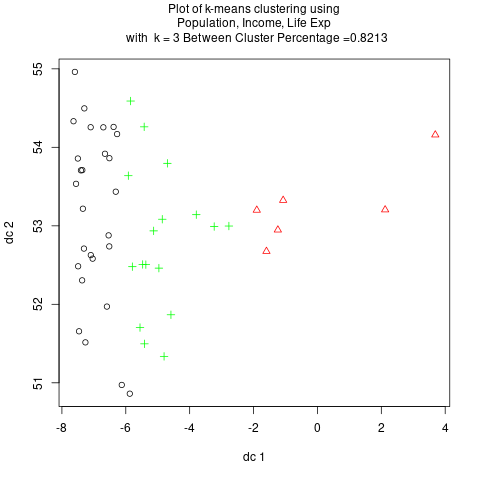 Plot of k-means clustering using
Population, Income, Life Exp
with k = 3 Between Cluster Percentage =0.8213
55
54
53
52
51
dc 2
-8 -6 -4 -2 0 2 4
dc 1